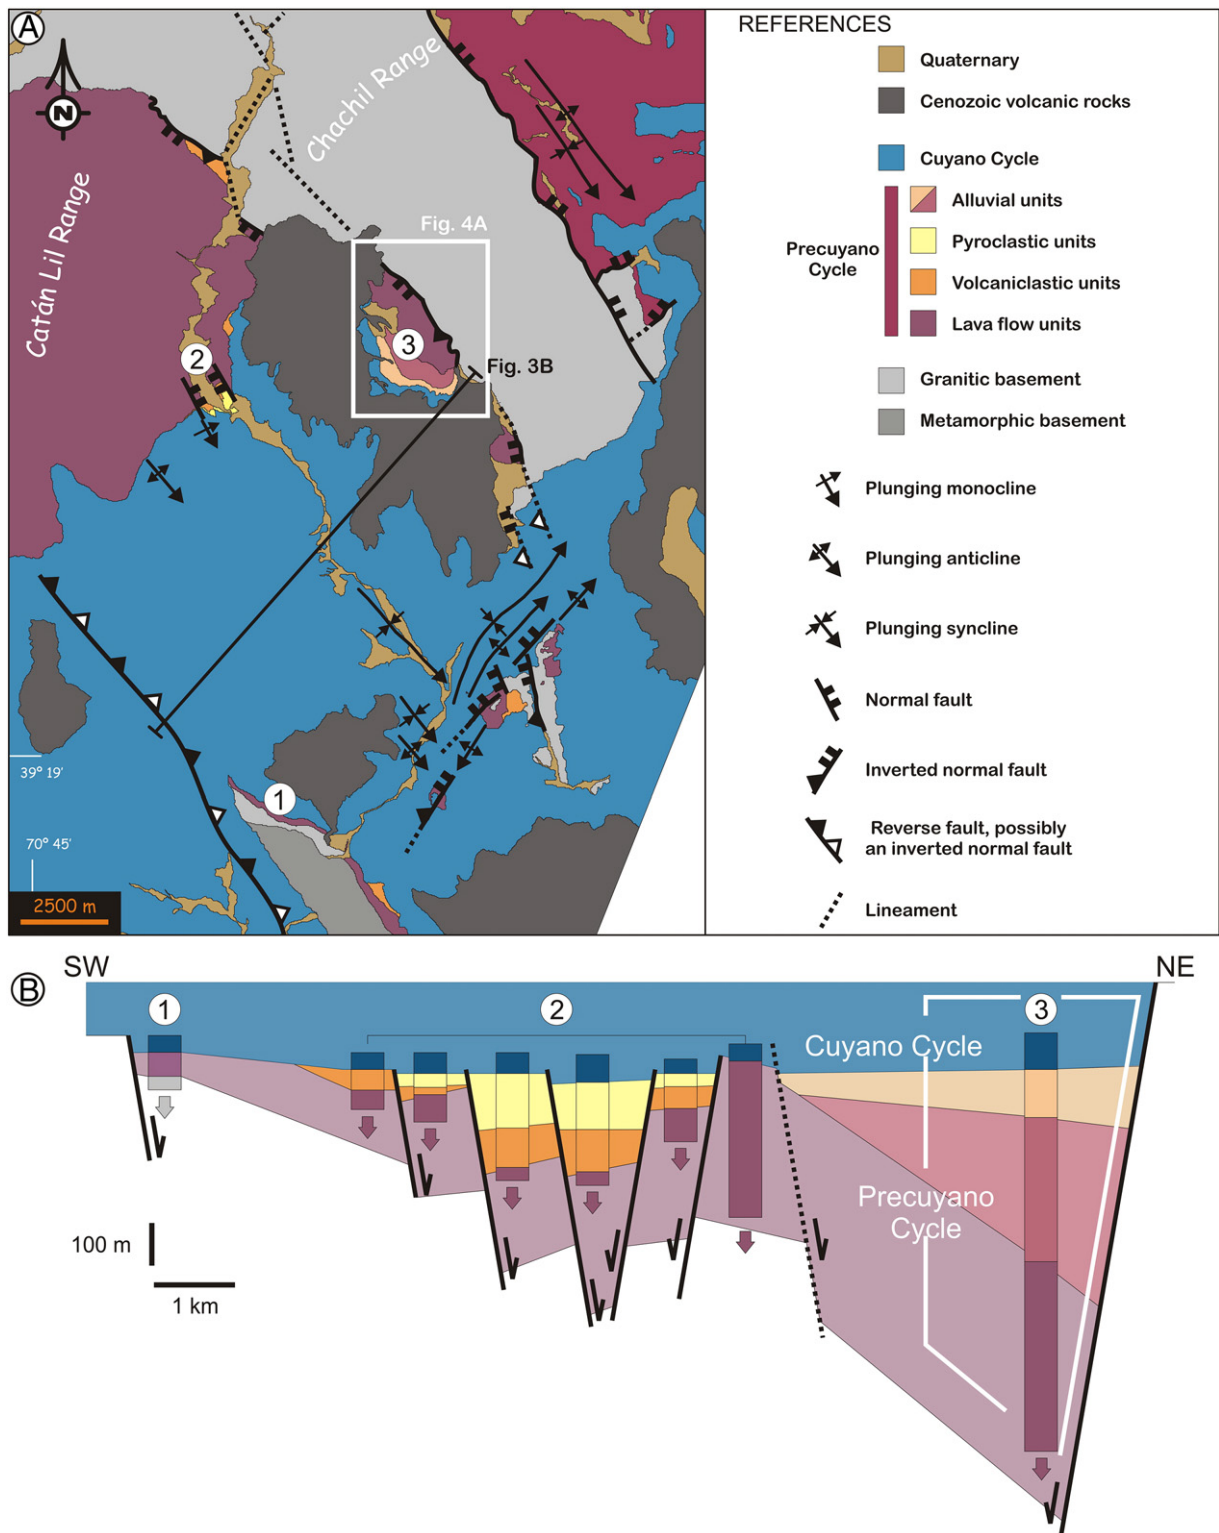 A
N
Catán Lil Range
Chachil Range
Fig. 4A
3
Fig. 3B
2
1
39° 19'
70° 45'
2500 m
REFERENCES
Quaternary
Cenozoic volcanic rocks
Cuyano Cycle
Precuyano
Cycle
Alluvial units
Pyroclastic units
Volcaniclastic units
Lava flow units
Granitic basement
Metamorphic basement
Plunging monocline
Plunging anticline
Plunging syncline
Normal fault
Inverted normal fault
Reverse fault, possibly
an inverted normal fault
Lineament
B
SW
NE
1
2
3
Cuyano Cycle
Precuyano
Cycle
100 m
1 km